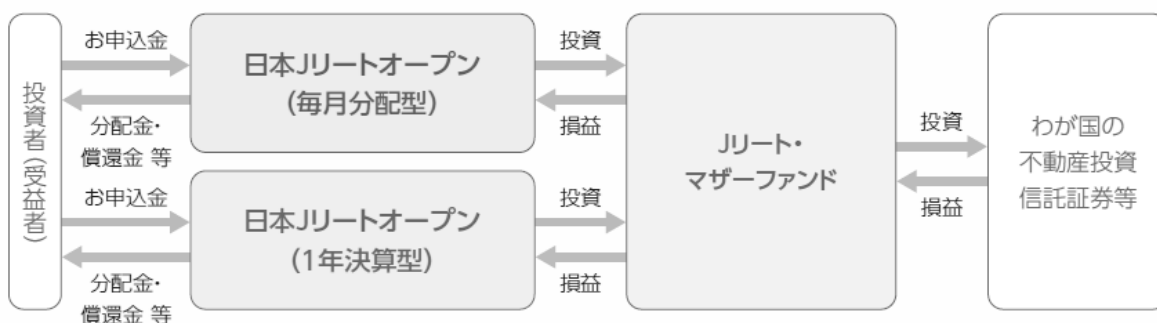 投資者(受益者)
お申込金
分配金・
償還金 等
日本Jリートオープン
(毎月分配型)
投資
損益
お申込金
分配金・
償還金 等
日本Jリートオープン
(1年決算型)
投資
損益
Jリート・
マザーファンド
投資
損益
わが国の
不動産投資
信託証券等